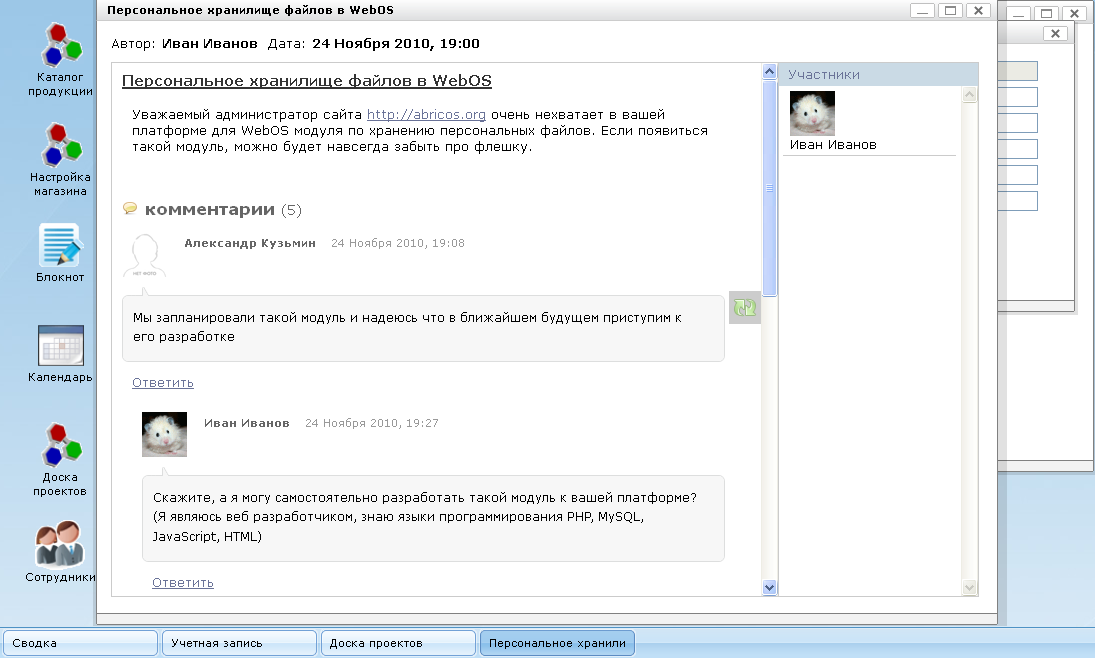 Персональное хранилище файлов в WebOS
Автор: Иван Иванов Дата: 24 Ноября 2010, 19:00
Персональное хранилище файлов в WebOS
Уважаемый администратор сайта http://abricos.org очень нехватает в вашей
платформе для WebOS модуля по хранению персональных файлов. Если появиться
такой модуль, можно будет навсегда забыть про флешку.
комментарии (5)
Александр Кузьмин 24 Ноября 2010, 19:08
НЕТ ФОТО
Мы запланировали такой модуль и надеюсь что в ближайшем будущем приступим к
его разработке
Ответить
Иван Иванов 24 Ноября 2010, 19:27
Скажите, а я могу самостоятельно разработать такой модуль к вашей платформе?
(Я являюсь веб разработчиком, знаю языки программирования PHP, MySQL,
JavaScript, HTML)
Ответить
Участники
Иван Иванов
Каталог
продукции
Настройка
магазина
Блокнот
Календарь
Доска
проектов
Сотрудники
Сводка
Учетная запись
Доска проектов
Персональное хранили